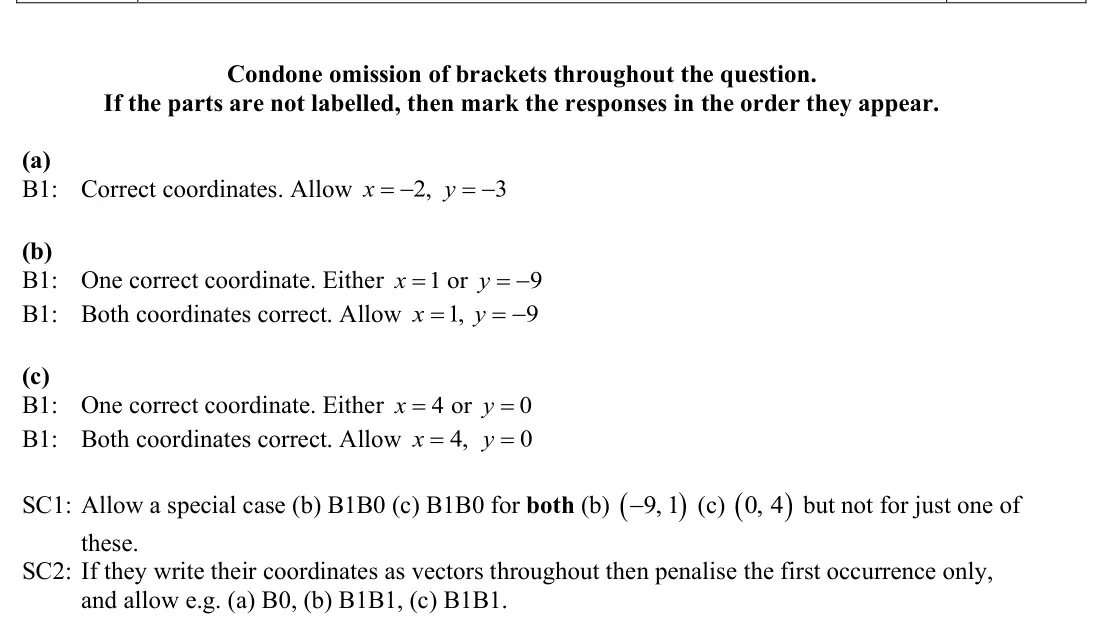 Condone omission of brackets throughout the question.
If the parts are not labelled, then mark the responses in the order they appear.
(a)
B1: Correct coordinates. Allow x = −2, y = −3
(b)
B1: One correct coordinate. Either x = 1 or y = −9
B1: Both coordinates correct. Allow x = 1, y = −9
(c)
B1: One correct coordinate. Either x = 4 or y = 0
B1: Both coordinates correct. Allow x = 4, y = 0
SC1: Allow a special case (b) B1B0 (c) B1B0 for both (b) (−9, 1) (c) (0, 4) but not for just one of
these.
SC2: If they write their coordinates as vectors throughout then penalise the first occurrence only,
and allow e.g. (a) B0, (b) B1B1, (c) B1B1.